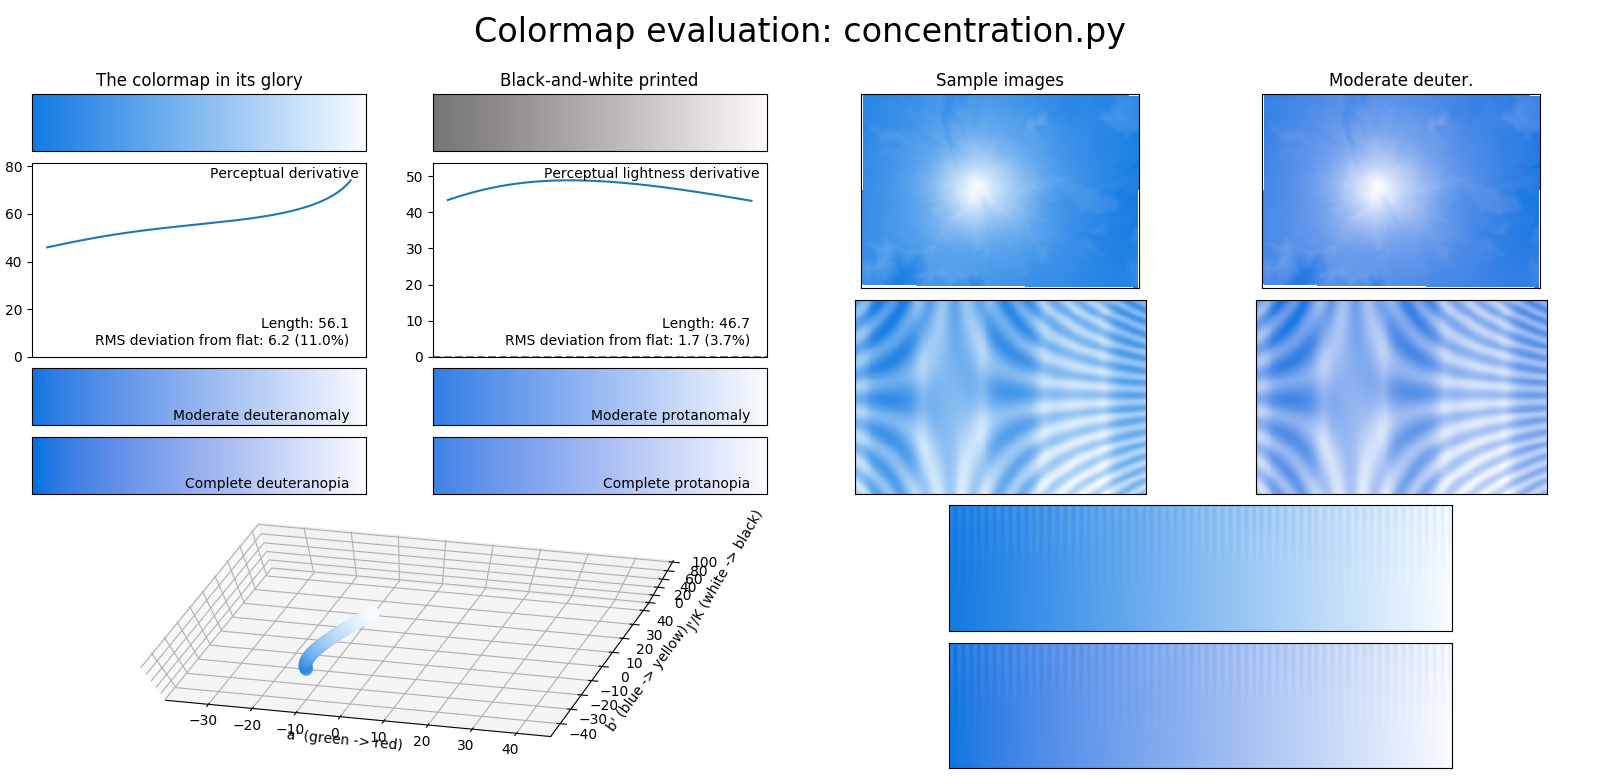 Colormap evaluation: concentration.py
The colormap in its glory
Black-and-white printed
Sample images
Moderate deuter.
80
60
40
20
0
Perceptual derivative
Length: 56.1
RMS deviation from flat: 6.2 (11.0%)
50
40
30
20
10
0
Perceptual lightness derivative
Length: 46.7
RMS deviation from flat: 1.7 (3.7%)
Moderate deuteranomaly
Moderate protanomaly
Complete deuteranopia
Complete protanopia
100
80
60
40
20
0
J'/K (white -> black)
40
30
20
10
0
−10
−20
−30
−40
b' (blue -> yellow)
−30
−20
−10
0
10
20
30
40
a' (green -> red)